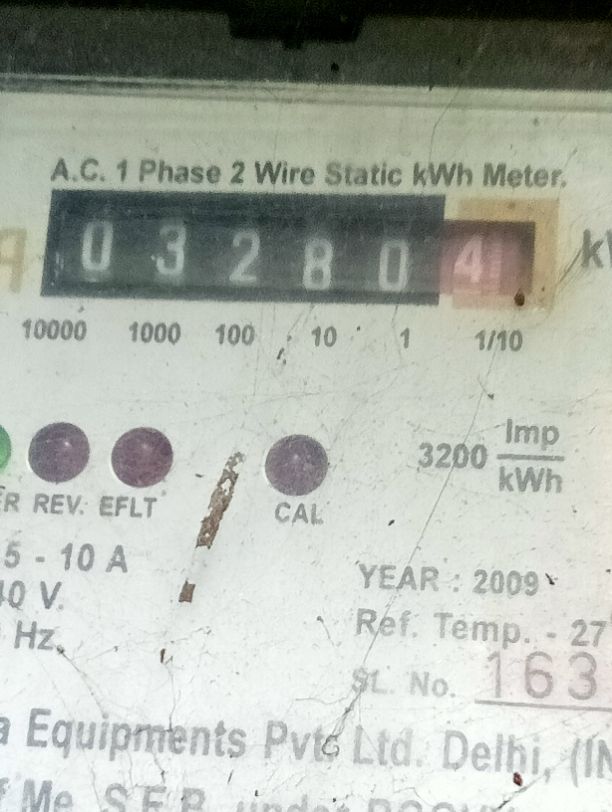 A.C. 1 Phase 2 Wire Static kWh Meter.
0 3 2 8 0 4
10000 1000 100 10 1 1/10
3200 Imp/kWh
REV. EFLT CAL
5 - 10 A
V.
YEAR : 2009
Hz.
Ref. Temp. - 27
SL. No. 163
Equipments Pvt. Ltd. Delhi,